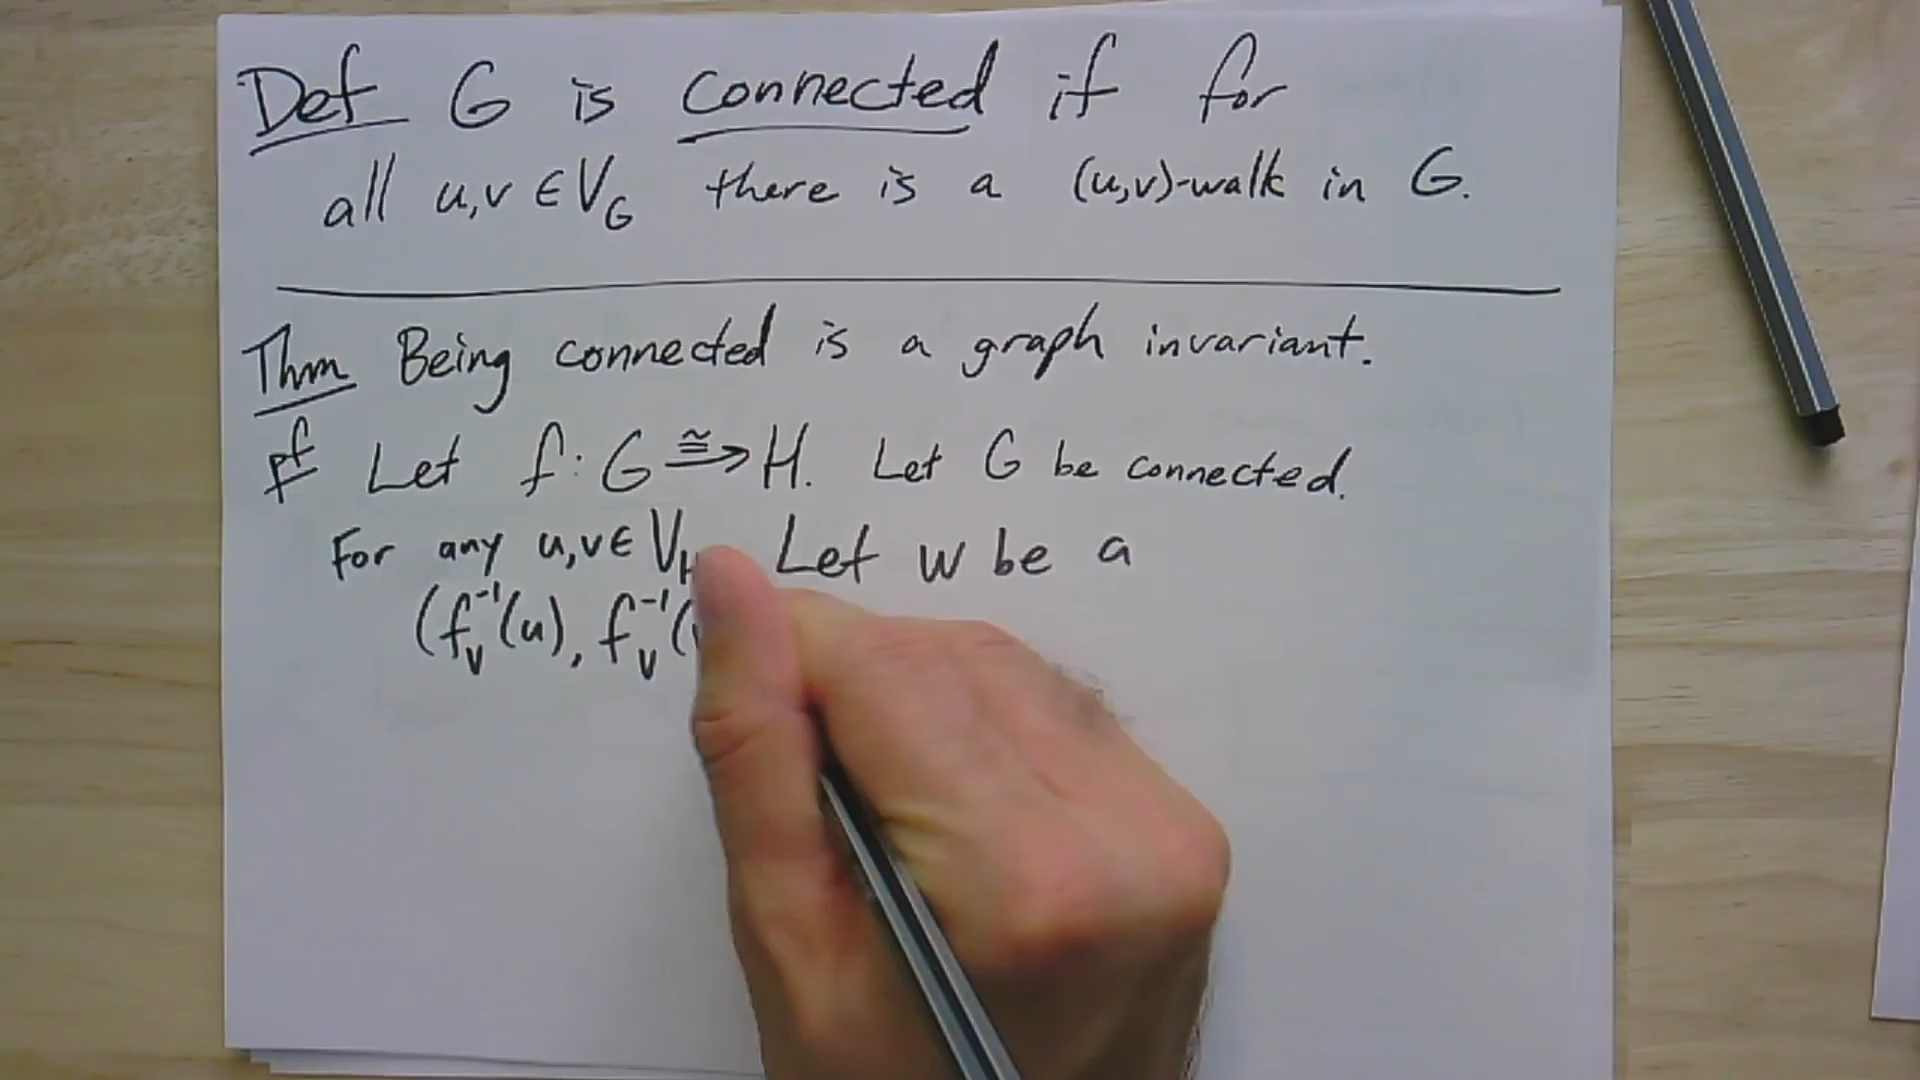 Def G is connected if for
all u,v ∈ V_G there is a (u,v)-walk in G.
Thm Being connected is a graph invariant.
pf Let f: G ≅→ H. Let G be connected.
For any u,v ∈ V_H Let w be a
(f_V^{-1}(u), f_V^{-1}(